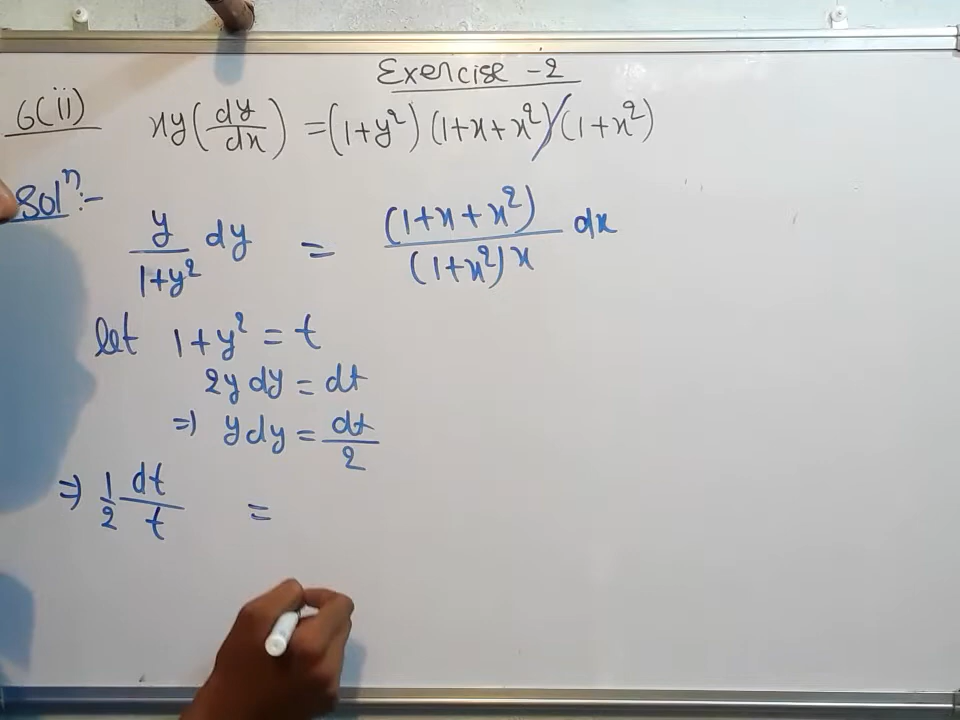 Exercise -2
6(ii) xy(dy/dx) = (1+y²) (1+x+x²)/(1+x²)
Solⁿ:-
y/1+y² dy = (1+x+x²)/(1+x²)x dx
let 1+y² = t
2y dy = dt
⇒ y dy = dt/2
⇒ 1/2 dt/t =